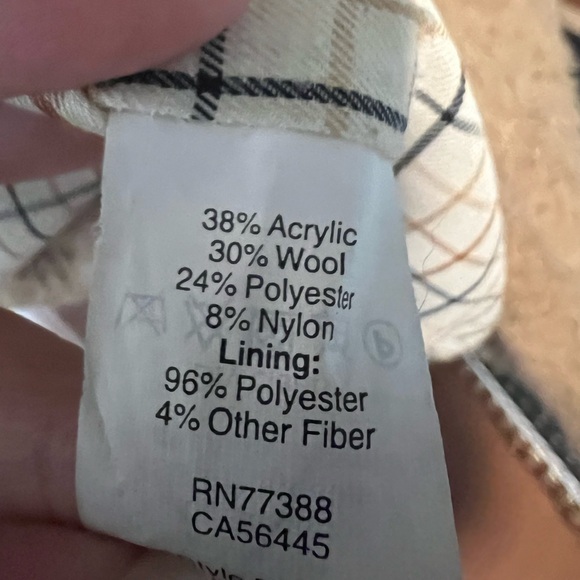 38% Acrylic
30% Wool
24% Polyester
8% Nylon
Lining:
96% Polyester
4% Other Fiber
RN77388
CA56445